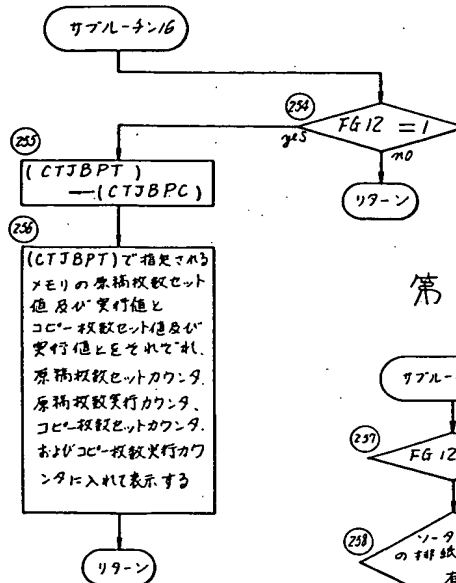 サブルーチン16
254
FG12 = 1
yes
no
リターン
255
(CTJBPT)
—(CTJBPC)
256
(CTJBPT)で指定される
メモリの原稿枚数セット
値及び実行値と
コピー枚数セット値及び
実行値とをそれぞれ、
原稿枚数セットカウンタ、
原稿枚数実行カウンタ、
コピー枚数セットカウンタ、
およびコピー枚数実行カウ
ンタに入れて表示する
リターン
第
サブルー
257
FG12
258
ソータ
の排紙